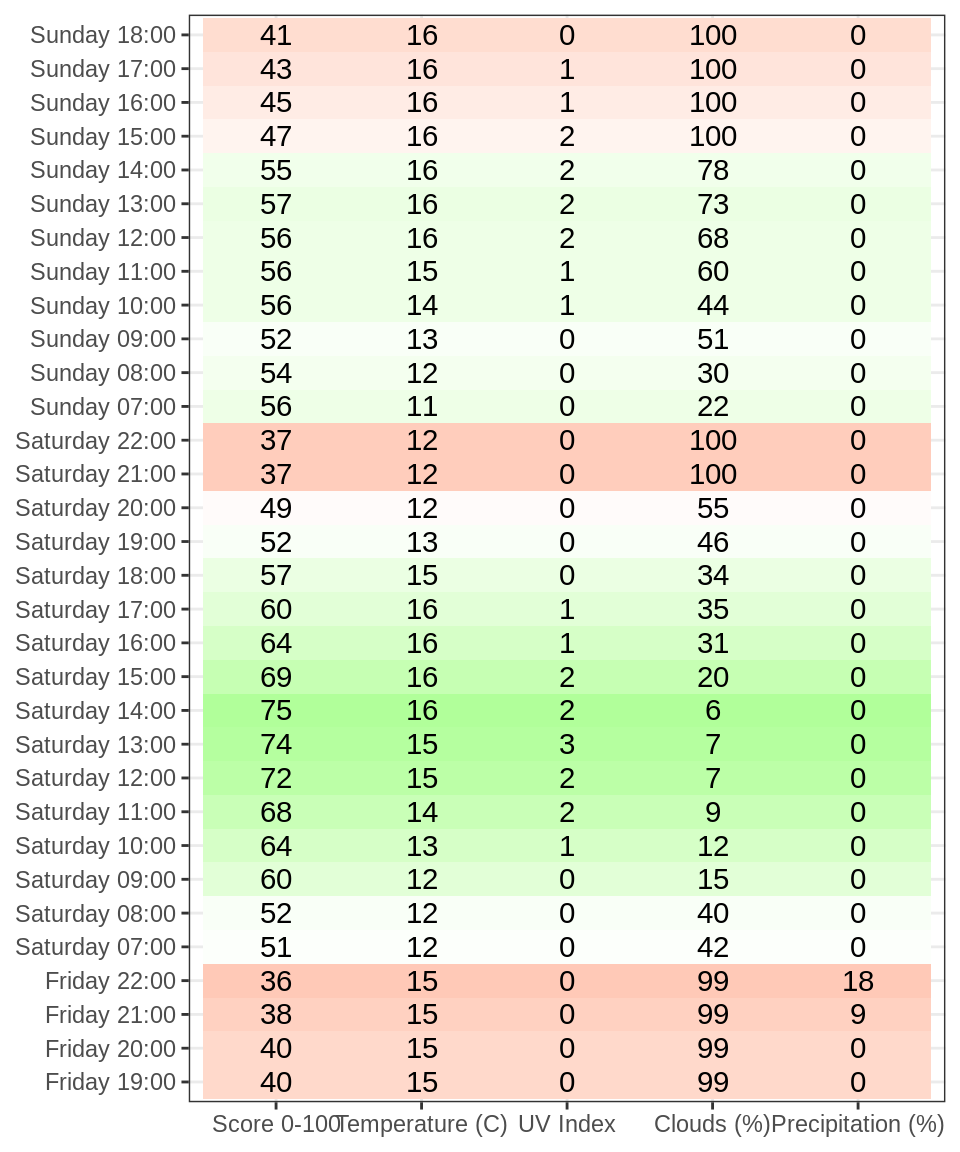 Sunday 18:00 41 16 0 100 0
Sunday 17:00 43 16 1 100 0
Sunday 16:00 45 16 1 100 0
Sunday 15:00 47 16 2 100 0
Sunday 14:00 55 16 2 78 0
Sunday 13:00 57 16 2 73 0
Sunday 12:00 56 16 2 68 0
Sunday 11:00 56 15 1 60 0
Sunday 10:00 56 14 1 44 0
Sunday 09:00 52 13 0 51 0
Sunday 08:00 54 12 0 30 0
Sunday 07:00 56 11 0 22 0
Saturday 22:00 37 12 0 100 0
Saturday 21:00 37 12 0 100 0
Saturday 20:00 49 12 0 55 0
Saturday 19:00 52 13 0 46 0
Saturday 18:00 57 15 0 34 0
Saturday 17:00 60 16 1 35 0
Saturday 16:00 64 16 1 31 0
Saturday 15:00 69 16 2 20 0
Saturday 14:00 75 16 2 6 0
Saturday 13:00 74 15 3 7 0
Saturday 12:00 72 15 2 7 0
Saturday 11:00 68 14 2 9 0
Saturday 10:00 64 13 1 12 0
Saturday 09:00 60 12 0 15 0
Saturday 08:00 52 12 0 40 0
Saturday 07:00 51 12 0 42 0
Friday 22:00 36 15 0 99 18
Friday 21:00 38 15 0 99 9
Friday 20:00 40 15 0 99 0
Friday 19:00 40 15 0 99 0
Score 0-100 Temperature (C) UV Index Clouds (%) Precipitation (%)